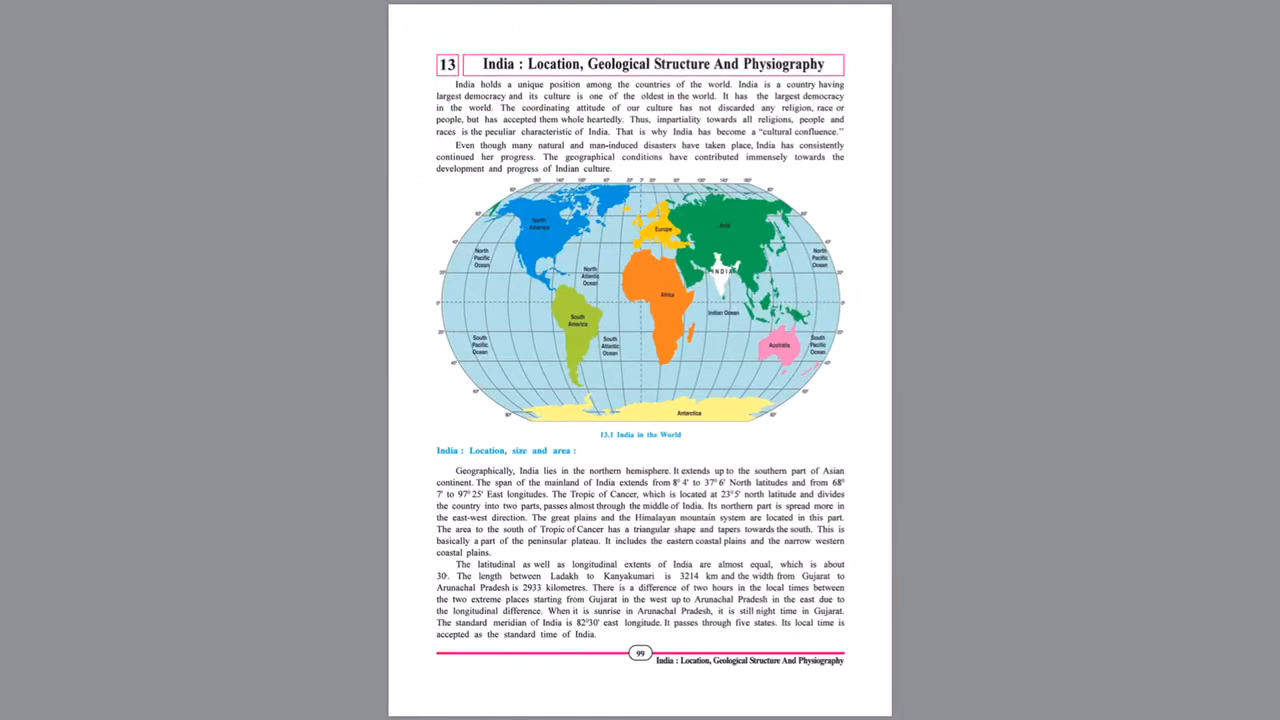 13 India : Location, Geological Structure And Physiography
India holds a unique position among the countries of the world. India is a country having
largest democracy and its culture is one of the oldest in the world. It has the largest democracy
in the world. The coordinating attitude of our culture has not discarded any religion, race or
people, but has accepted them whole heartedly. Thus, impartiality towards all religions, people and
races is the peculiar characteristic of India. That is why India has become a “cultural confluence.”
Even though many natural and man-induced disasters have taken place, India has consistently
continued her progress. The geographical conditions have contributed immensely towards the
development and progress of Indian culture.
North
America
Europe
Asia
North
Pacific
Ocean
North
Atlantic
Ocean
INDIA
North
Pacific
Ocean
Africa
Indian Ocean
South
America
South
Pacific
Ocean
South
Atlantic
Ocean
Australia
South
Pacific
Ocean
Antarctica
13.1 India in the World
India : Location, size and area :
Geographically, India lies in the northern hemisphere. It extends up to the southern part of Asian
continent. The span of the mainland of India extends from 8° 4' to 37° 6' North latitudes and from 68°
7' to 97° 25' East longitudes. The Tropic of Cancer, which is located at 23° 5' north latitude and divides
the country into two parts, passes almost through the middle of India. Its northern part is spread more in
the east-west direction. The great plains and the Himalayan mountain system are located in this part.
The area to the south of Tropic of Cancer has a triangular shape and tapers towards the south. This is
basically a part of the peninsular plateau. It includes the eastern coastal plains and the narrow western
coastal plains.
The latitudinal as well as longitudinal extents of India are almost equal, which is about
30°. The length between Ladakh to Kanyakumari is 3214 km and the width from Gujarat to
Arunachal Pradesh is 2933 kilometres. There is a difference of two hours in the local times between
the two extreme places starting from Gujarat in the west up to Arunachal Pradesh in the east due to
the longitudinal difference. When it is sunrise in Arunachal Pradesh, it is still night time in Gujarat.
The standard meridian of India is 82°30' east longitude. It passes through five states. Its local time is
accepted as the standard time of India.
99
India : Location, Geological Structure And Physiography